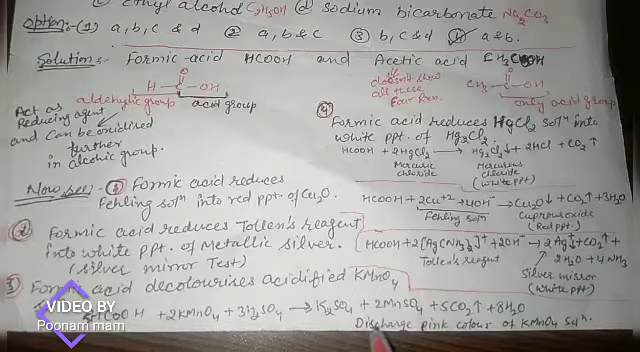 Ethyl alcohol C2H5OH d sodium bicarbonate Na2CO3
option:- (1) a, b, c & d (2) a, b, & c (3) b, c, & d (4) a & b.
Solution:- Formic-acid HCOOH and Acetic acid CH3COOH
H-C-OH
O
doesn't show
all these
CH3-C-OH
O
Act as
Reducing agent
aldehydic group
acid group
only acid group
and can be oxidised
further
in alcoholic group.
(4) Formic acid reduces HgCl2 solⁿ into
white ppt. of Hg2Cl2.
HCOOH + 2HgCl2 → Hg2Cl2↓ + 2HCl + CO2↑
Mercuric
chloride
Mercurous
chloride
(white ppt)
Now see:- (1) Formic acid reduces
Fehling solⁿ into red ppt. of Cu2O.
HCOOH + 2Cu+2 + 4OH- → Cu2O↓ + CO2↑ + 3H2O
Fehling solⁿ
Cuprous oxide
(Red ppt.)
(2) Formic acid reduces Tollen's reagent
into white ppt. of Metallic silver.
(silver mirror Test)
HCOOH + 2[Ag(NH3)2]+ + 2OH- → 2Ag↓ + CO2↑ +
2H2O + 4NH3
Tollen's reagent
Silver mirror
(white ppt)
(3) Formic acid decolourises acidified KMnO4
5HCOOH + 2KMnO4 + 3H2SO4 → K2SO4 + 2MnSO4 + 5CO2↑ + 8H2O
Discharge pink colour of KMnO4 solⁿ.
VIDEO BY
Poonam mam